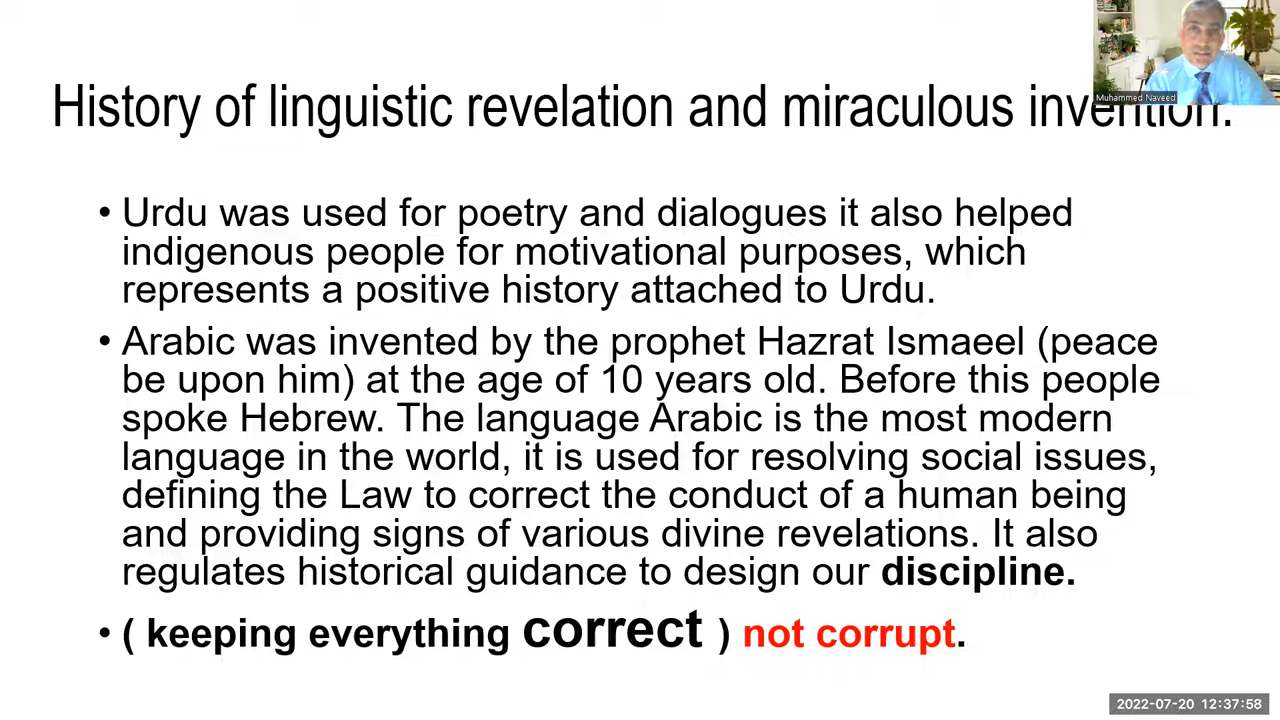 History of linguistic revelation and miraculous invention.
Muhammed Naveed
• Urdu was used for poetry and dialogues it also helped
indigenous people for motivational purposes, which
represents a positive history attached to Urdu.
• Arabic was invented by the prophet Hazrat Ismaeel (peace
be upon him) at the age of 10 years old. Before this people
spoke Hebrew. The language Arabic is the most modern
language in the world, it is used for resolving social issues,
defining the Law to correct the conduct of a human being
and providing signs of various divine revelations. It also
regulates historical guidance to design our discipline.
• ( keeping everything correct ) not corrupt.
2022-07-20 12:37:58